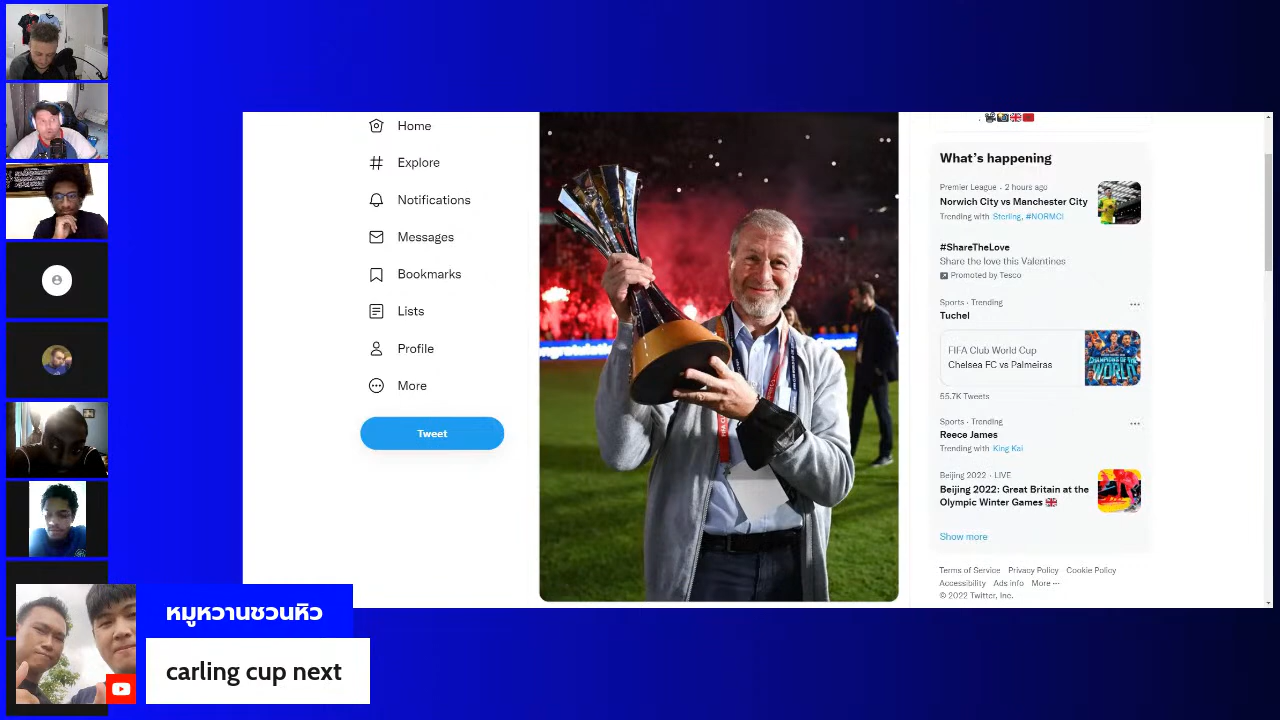 Home
Explore
Notifications
Messages
Bookmarks
Lists
Profile
More
Tweet
What's happening
Premier League · 2 hours ago
Norwich City vs Manchester City
Trending with Sterling, #NORMCI
#ShareTheLove
Share the love this Valentines
Promoted by Tesco
Sports · Trending
Tuchel
FIFA Club World Cup
Chelsea FC vs Palmeiras
CHAMPIONS OF THE WORLD
55.7K Tweets
Sports · Trending
Reece James
Trending with King Kai
Beijing 2022 · LIVE
Beijing 2022: Great Britain at the
Olympic Winter Games
Show more
Terms of Service Privacy Policy Cookie Policy
Accessibility Ads info More ···
© 2022 Twitter, Inc.
หมูหวานชวนหิว
carling cup next